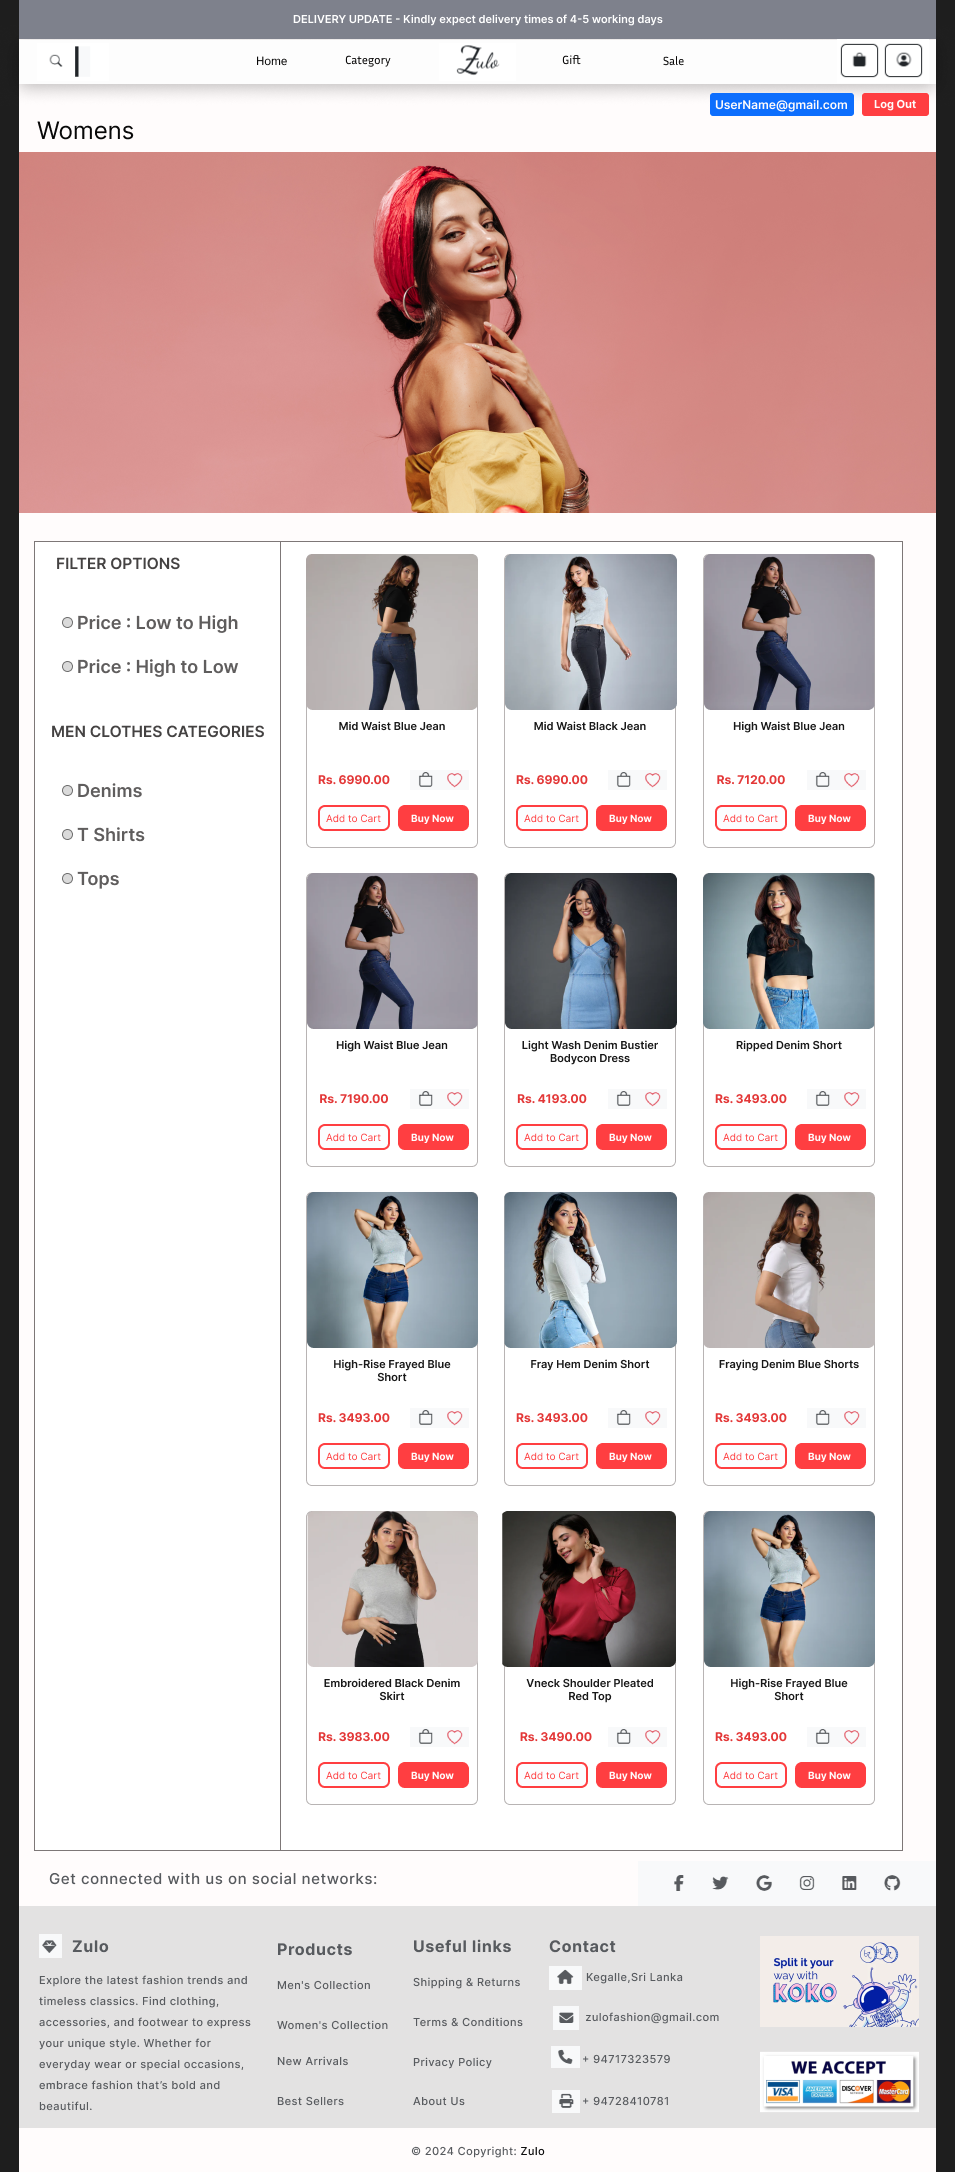 DELIVERY UPDATE - Kindly expect delivery times of 4-5 working days
Home
Category
Zulo
Gift
Sale
UserName@gmail.com
Log Out
Womens
FILTER OPTIONS
Price : Low to High
Price : High to Low
MEN CLOTHES CATEGORIES
Denims
T Shirts
Tops
Mid Waist Blue Jean
Rs. 6990.00
Add to Cart
Buy Now
Mid Waist Black Jean
Rs. 6990.00
Add to Cart
Buy Now
High Waist Blue Jean
Rs. 7120.00
Add to Cart
Buy Now
High Waist Blue Jean
Rs. 7190.00
Add to Cart
Buy Now
Light Wash Denim Bustier
Bodycon Dress
Rs. 4193.00
Add to Cart
Buy Now
Ripped Denim Short
Rs. 3493.00
Add to Cart
Buy Now
High-Rise Frayed Blue
Short
Rs. 3493.00
Add to Cart
Buy Now
Fray Hem Denim Short
Rs. 3493.00
Add to Cart
Buy Now
Fraying Denim Blue Shorts
Rs. 3493.00
Add to Cart
Buy Now
Embroidered Black Denim
Skirt
Rs. 3983.00
Add to Cart
Buy Now
Vneck Shoulder Pleated
Red Top
Rs. 3490.00
Add to Cart
Buy Now
High-Rise Frayed Blue
Short
Rs. 3493.00
Add to Cart
Buy Now
Get connected with us on social networks:
Zulo
Explore the latest fashion trends and
timeless classics. Find clothing,
accessories, and footwear to express
your unique style. Whether for
everyday wear or special occasions,
embrace fashion that's bold and
beautiful.
Products
Men's Collection
Women's Collection
New Arrivals
Best Sellers
Useful links
Shipping & Returns
Terms & Conditions
Privacy Policy
About Us
Contact
Kegalle,Sri Lanka
zulofashion@gmail.com
+ 94717323579
+ 94728410781
Split it your
way with
KOKO
WE ACCEPT
VISA
AMERICAN EXPRESS
DISCOVER
MasterCard
© 2024 Copyright: Zulo